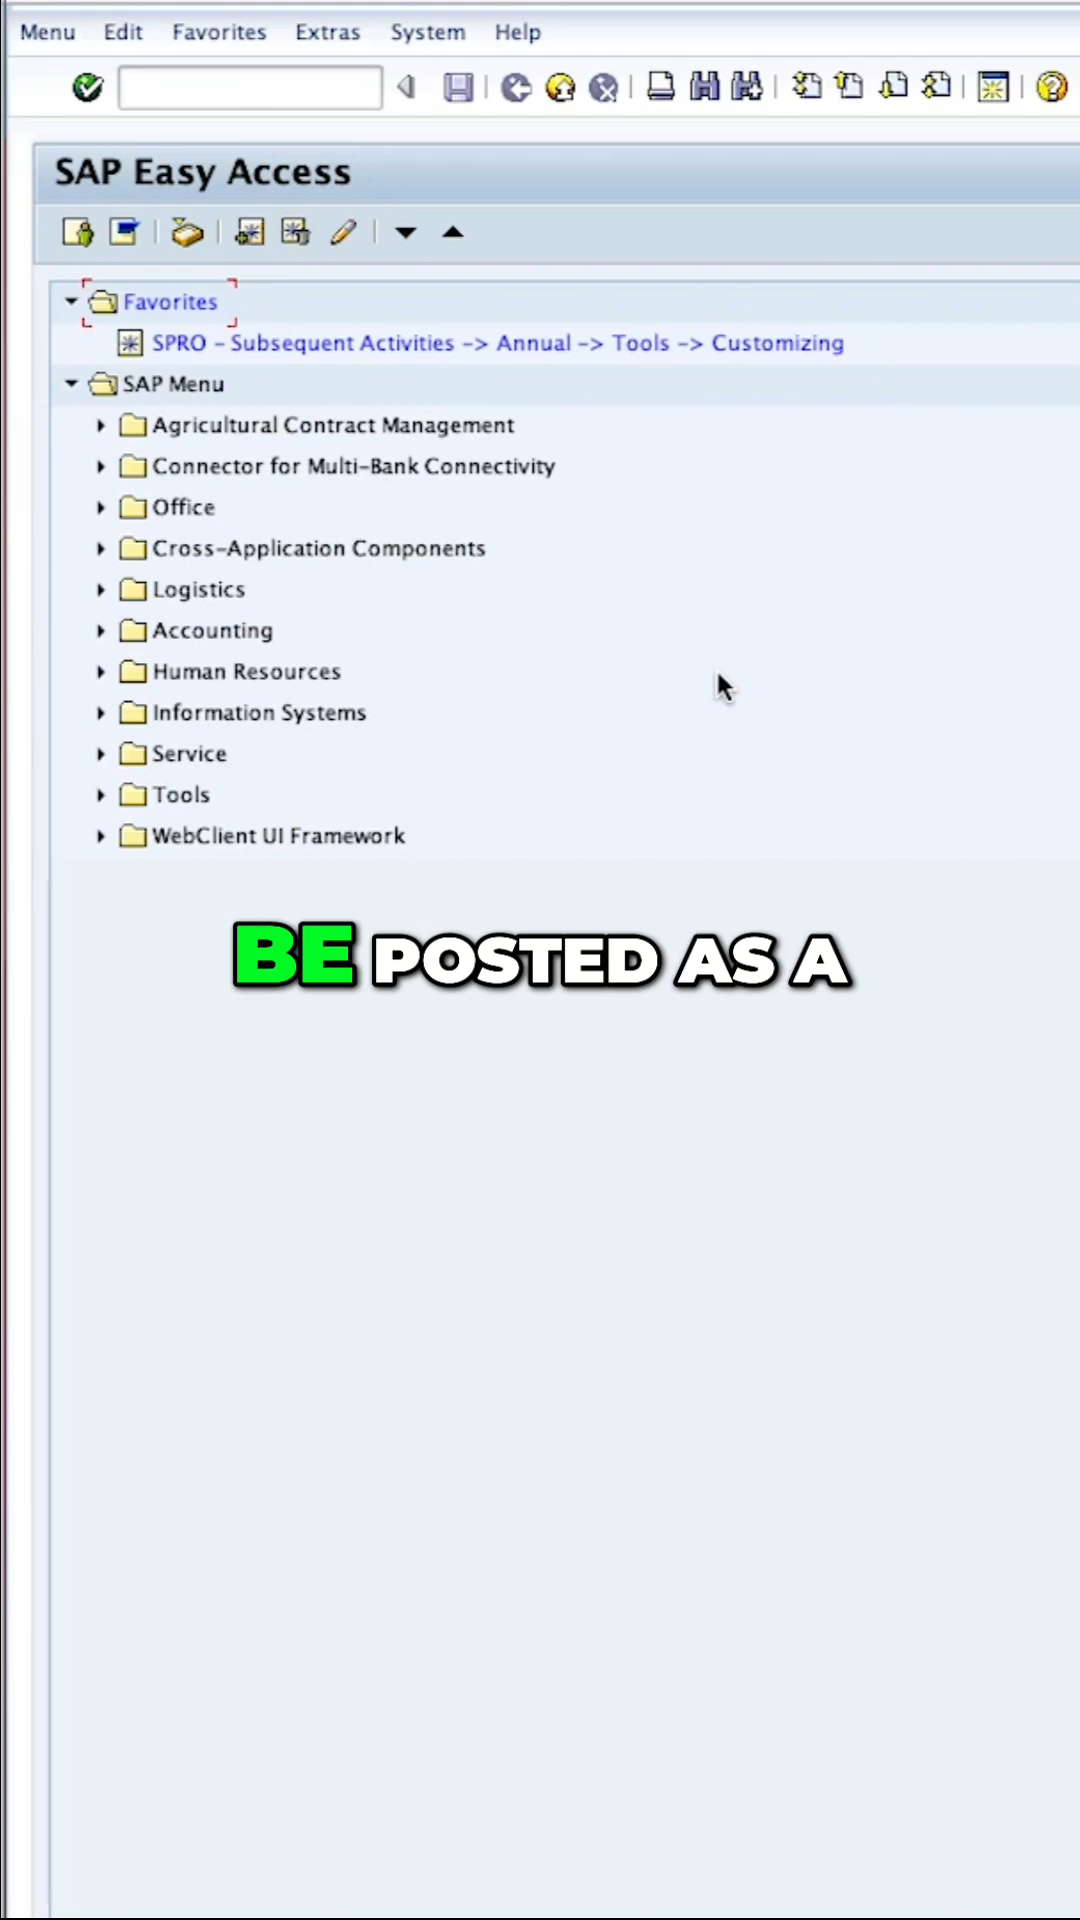 Menu Edit Favorites Extras System Help
SAP Easy Access
Favorites
SPRO - Subsequent Activities -> Annual -> Tools -> Customizing
SAP Menu
Agricultural Contract Management
Connector for Multi-Bank Connectivity
Office
Cross-Application Components
Logistics
Accounting
Human Resources
Information Systems
Service
Tools
WebClient UI Framework
BE POSTED AS A